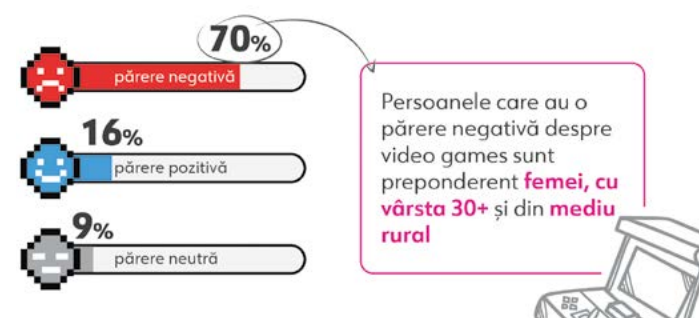 70%
părere negativă
16%
părere pozitivă
9%
părere neutră
Persoanele care au o
părere negativă despre
video games sunt
preponderent femei, cu
vârsta 30+ și din mediu
rural